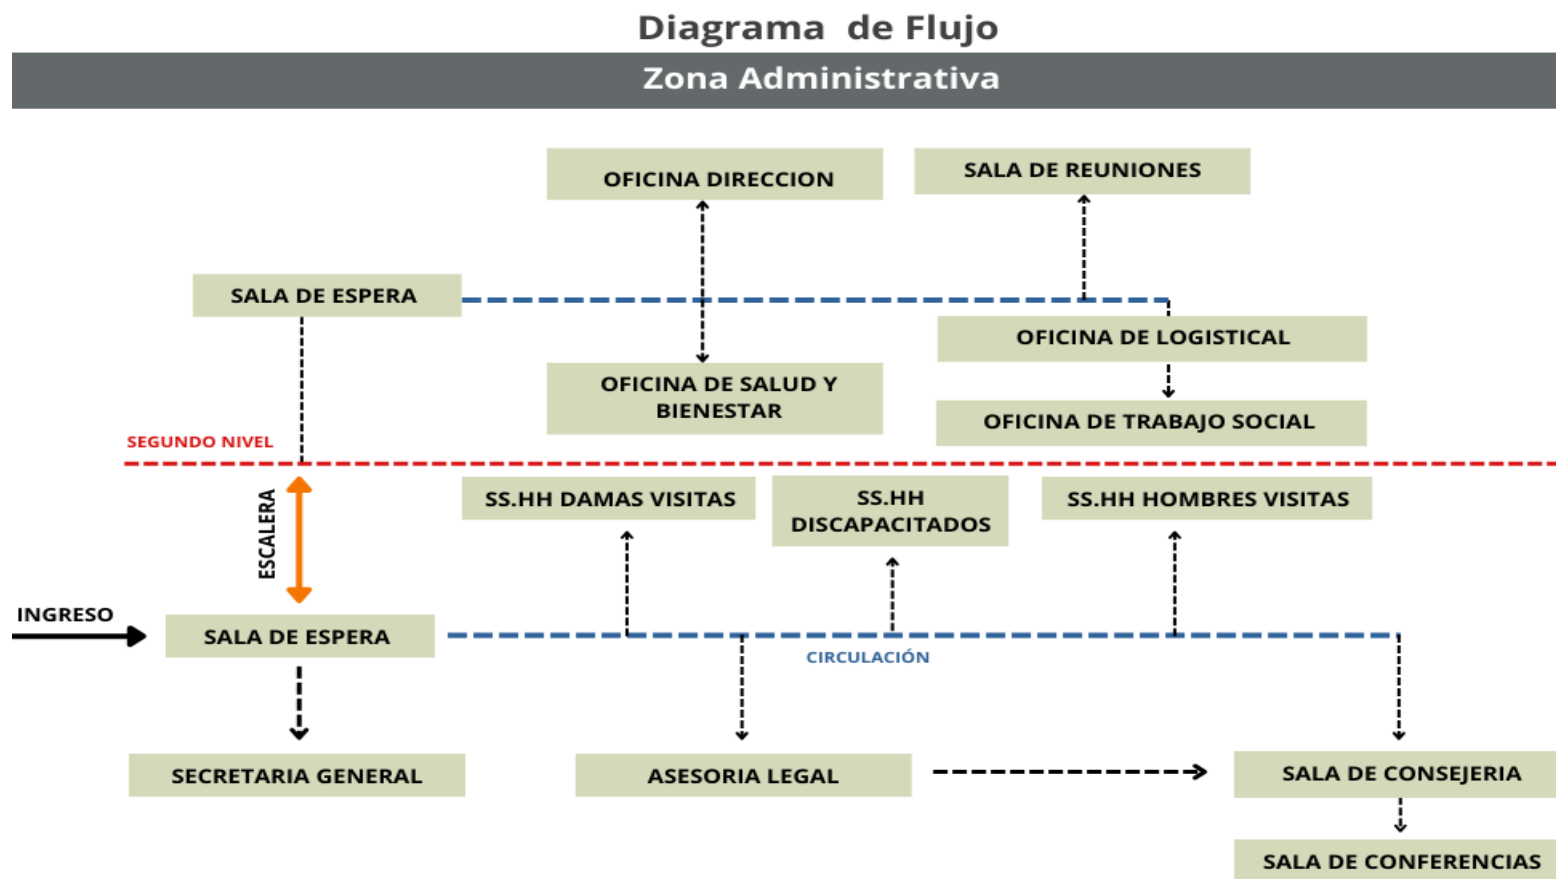 Diagrama de Flujo
Zona Administrativa
OFICINA DIRECCION
SALA DE REUNIONES
SALA DE ESPERA
OFICINA DE LOGISTICAL
OFICINA DE SALUD Y
BIENESTAR
OFICINA DE TRABAJO SOCIAL
SEGUNDO NIVEL
ESCALERA
SS.HH DAMAS VISITAS
SS.HH
DISCAPACITADOS
SS.HH HOMBRES VISITAS
INGRESO
SALA DE ESPERA
CIRCULACIÓN
SECRETARIA GENERAL
ASESORIA LEGAL
SALA DE CONSEJERIA
SALA DE CONFERENCIAS